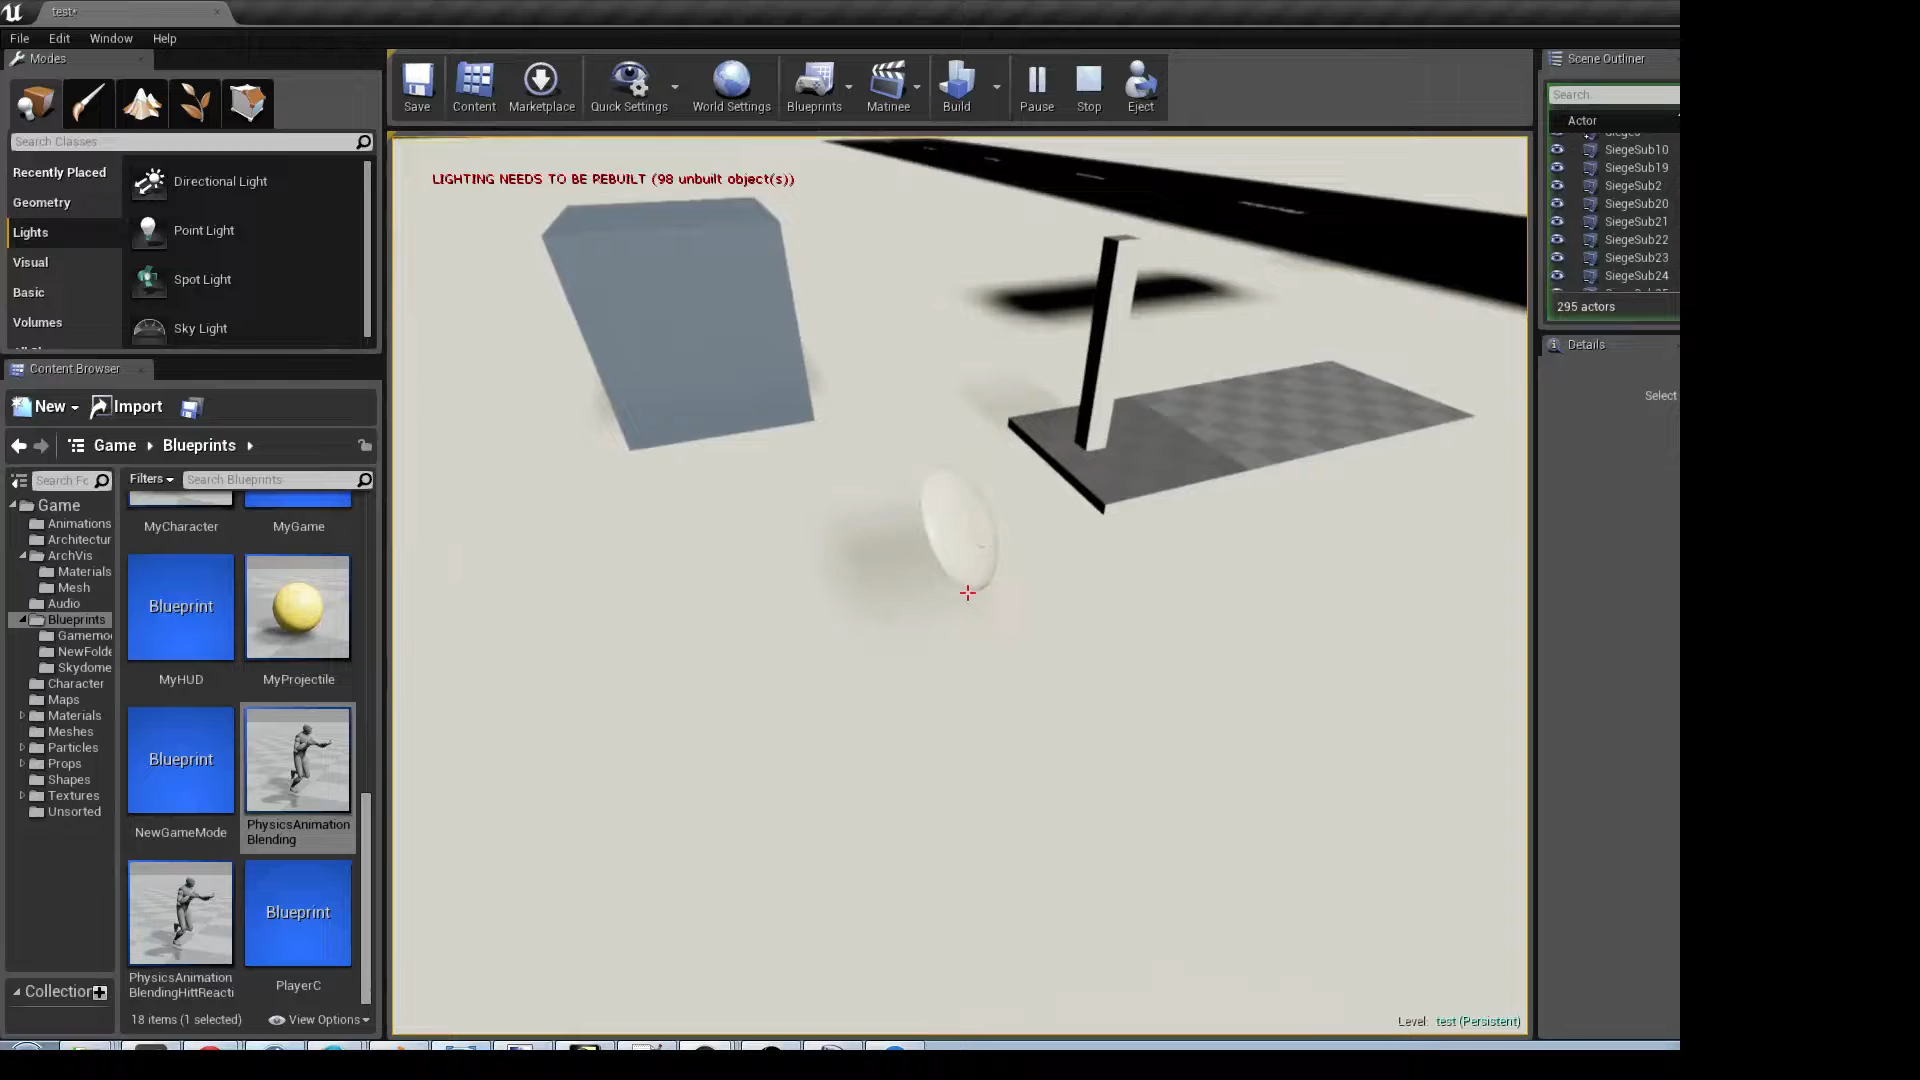 test*
File Edit Window Help
Modes
Search Classes
Recently Placed
Geometry
Lights
Visual
Basic
Volumes
Directional Light
Point Light
Spot Light
Sky Light
Save
Content
Marketplace
Quick Settings
World Settings
Blueprints
Matinee
Build
Pause
Stop
Eject
LIGHTING NEEDS TO BE REBUILT (98 unbuilt object(s))
Level: test (Persistent)
Scene Outliner
Search
Actor
SiegeSub10
SiegeSub19
SiegeSub2
SiegeSub20
SiegeSub21
SiegeSub22
SiegeSub23
SiegeSub24
295 actors
Details
Select
Content Browser
New Import
Game Blueprints
Search Fo
Filters
Search Blueprints
Game
Animations
Architectur
ArchVis
Materials
Mesh
Audio
Blueprints
Gamemo
NewFolde
Skydome
Character
Maps
Materials
Meshes
Particles
Props
Shapes
Textures
Unsorted
Collection
MyCharacter
MyGame
Blueprint
MyHUD
MyProjectile
Blueprint
NewGameMode
PhysicsAnimation
Blending
PhysicsAnimation
BlendingHittReacti
Blueprint
PlayerC
18 items (1 selected)
View Options